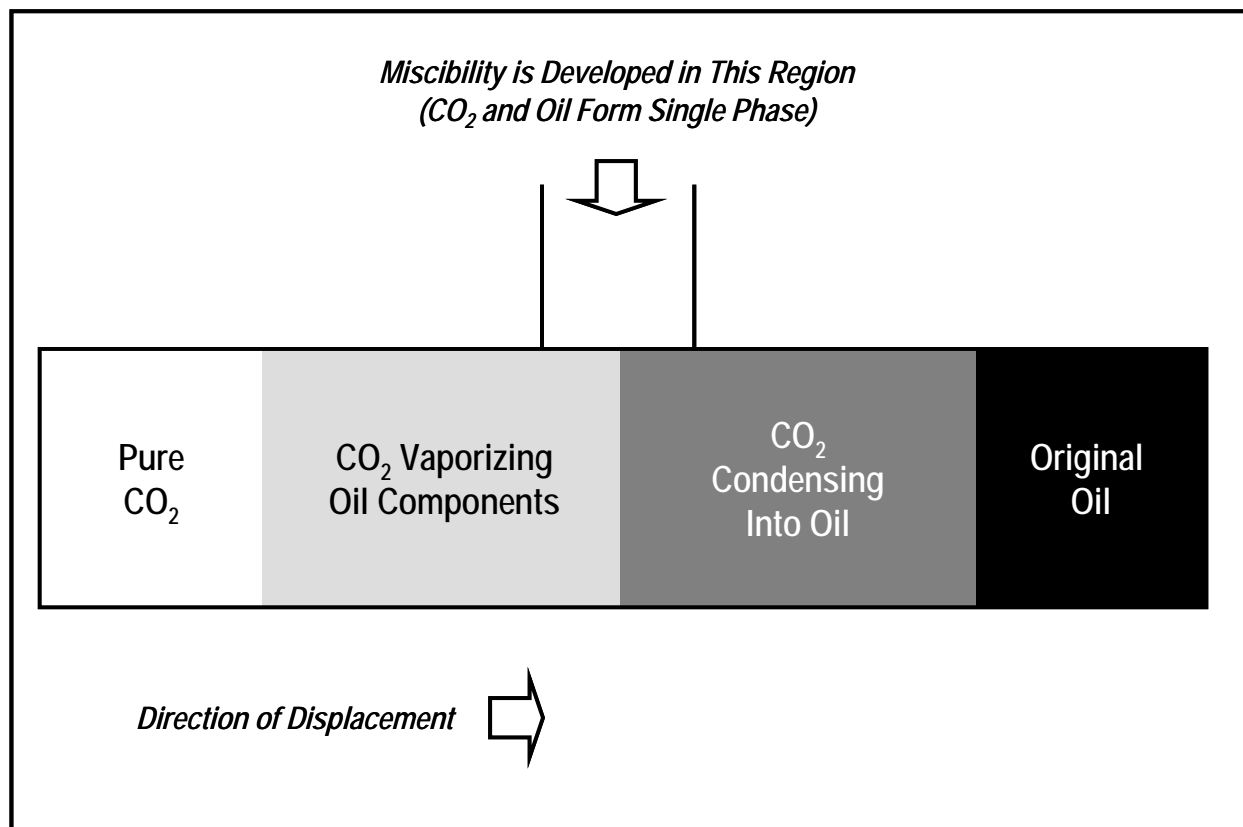 Miscibility is Developed in This Region
(CO₂ and Oil Form Single Phase)
Pure
CO₂
CO₂ Vaporizing
Oil Components
CO₂
Condensing
Into Oil
Original
Oil
Direction of Displacement